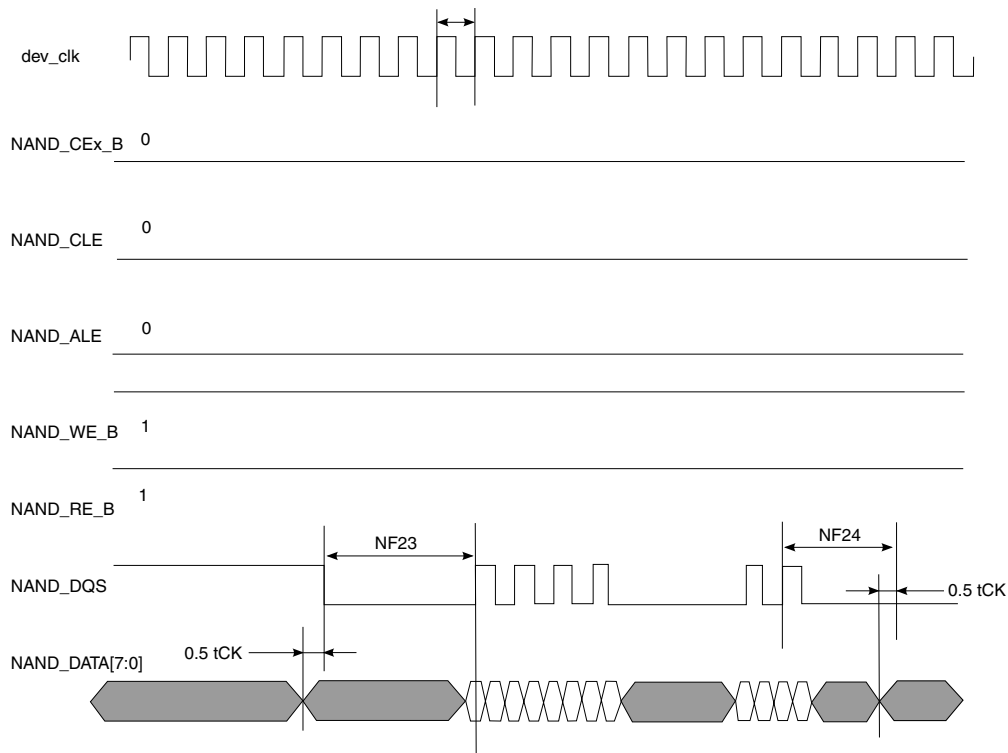 dev_clk
NAND_CEx_B 0
NAND_CLE 0
NAND_ALE 0
NAND_WE_B 1
NAND_RE_B 1
NF23
NF24
NAND_DQS
0.5 tCK
0.5 tCK
NAND_DATA[7:0]